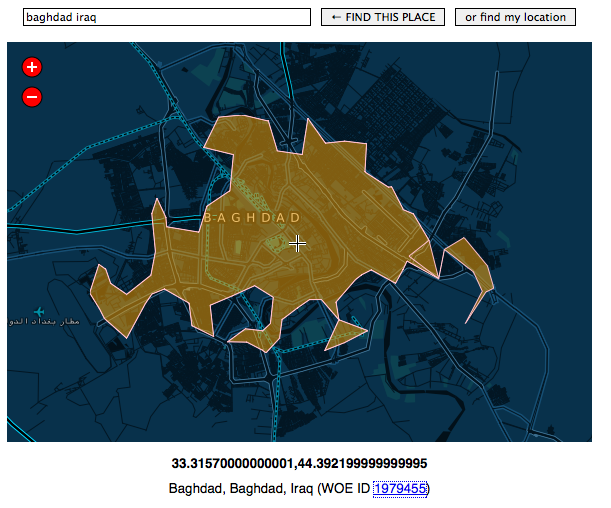 baghdad iraq
← FIND THIS PLACE
or find my location
+
−
BAGHDAD
مطار بغداد الدو
33.31570000000001,44.392199999999995
Baghdad, Baghdad, Iraq (WOE ID 1979455)